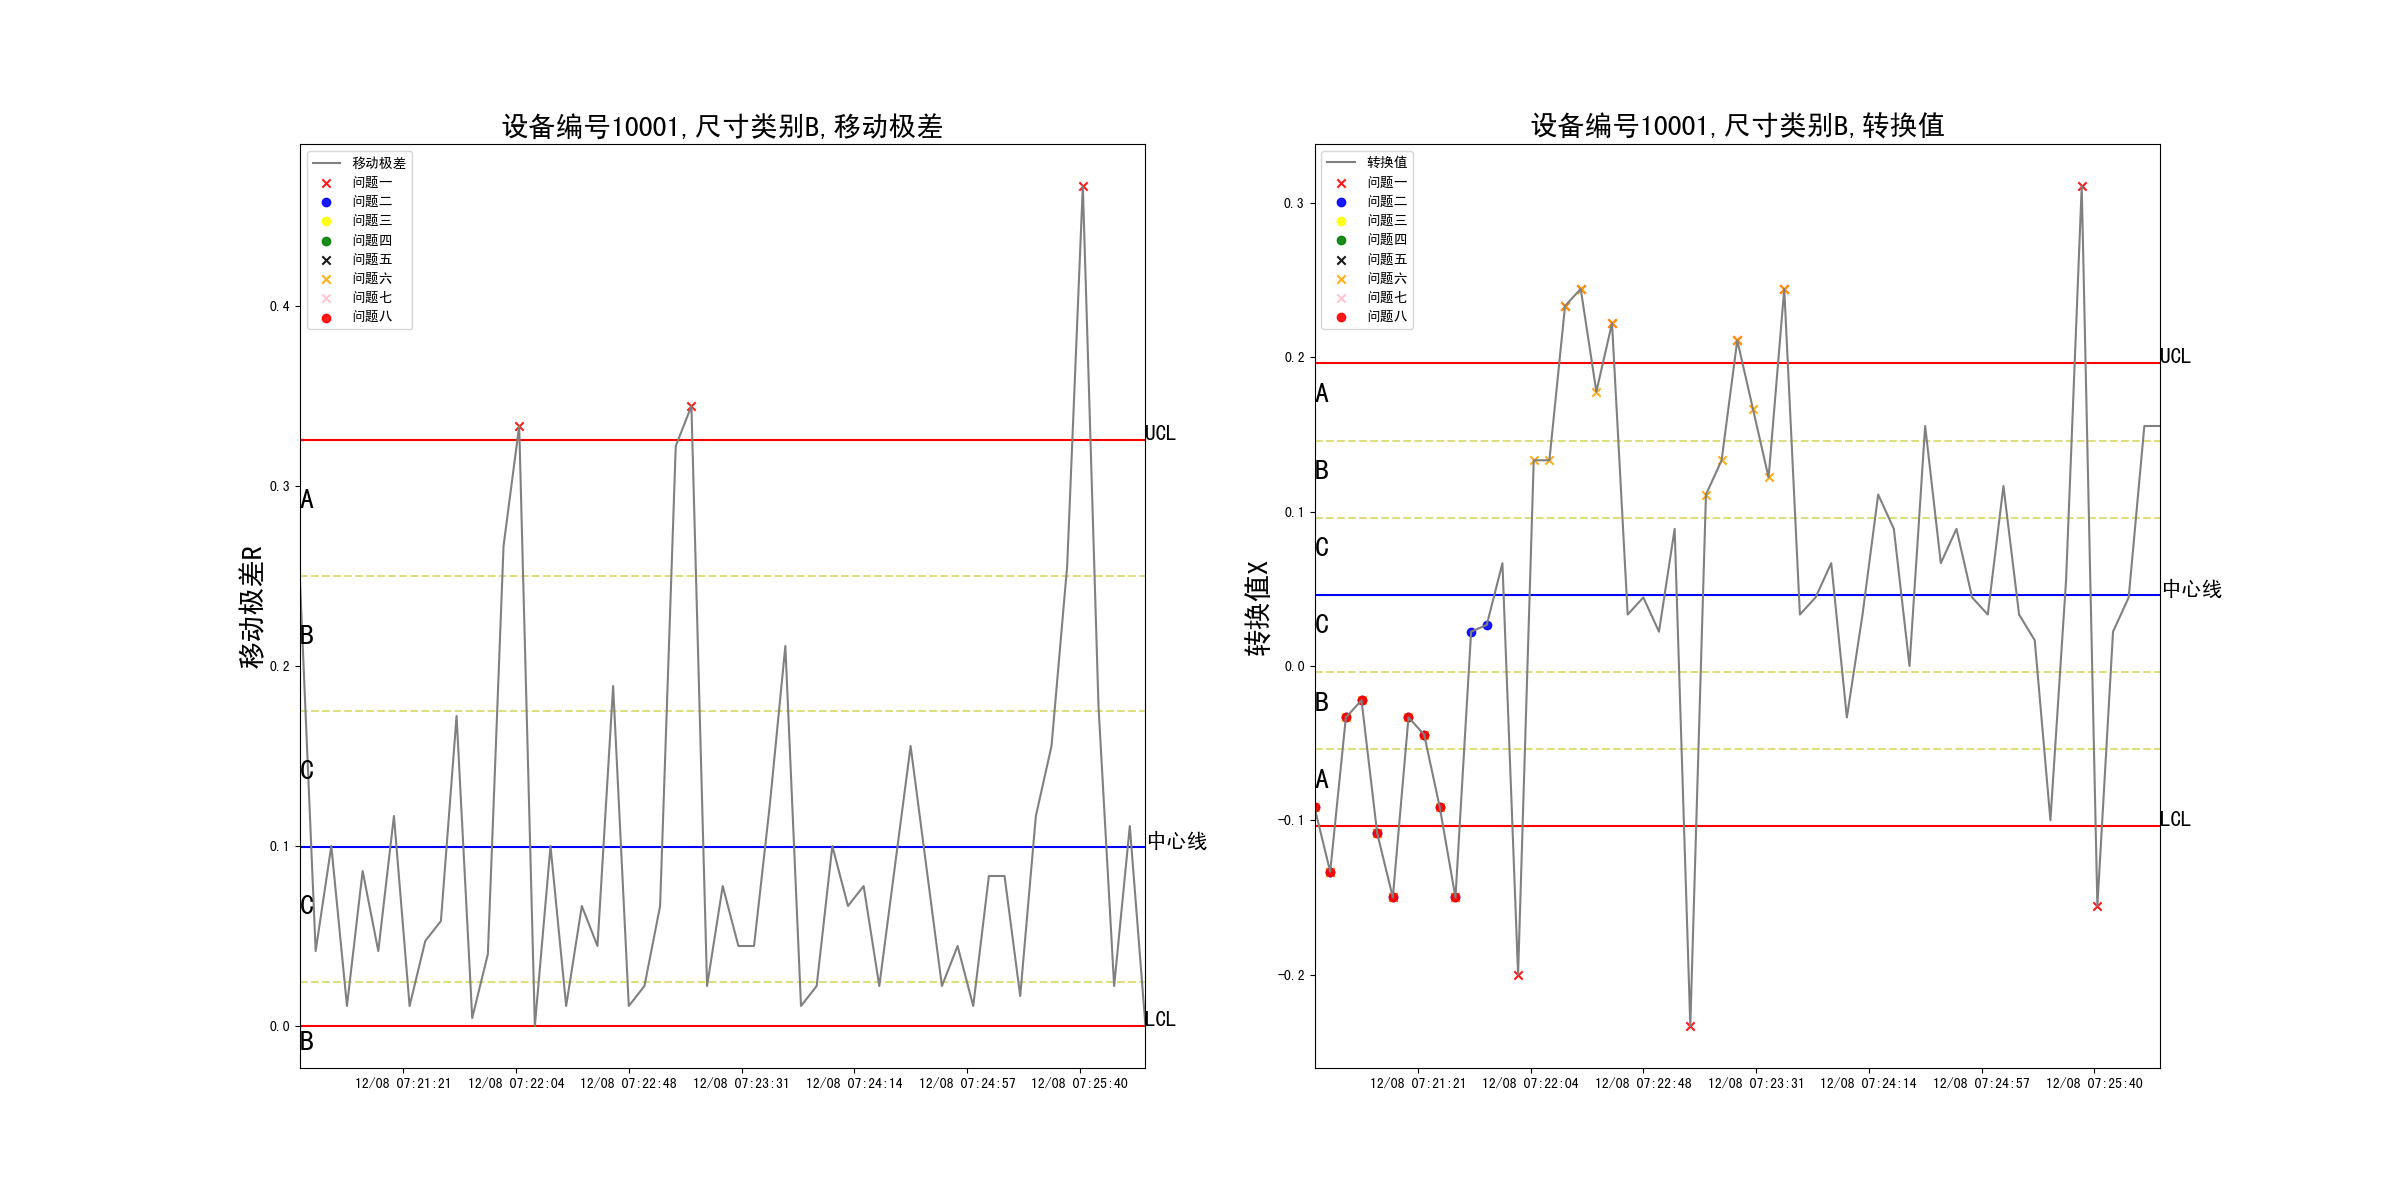 设备编号10001,尺寸类别B,移动极差
移动极差
问题一
问题二
问题三
问题四
问题五
问题六
问题七
问题八
移动极差R
0.4
0.3
0.2
0.1
0.0
A
B
C
C
B
UCL
中心线
LCL
12/08 07:21:21
12/08 07:22:04
12/08 07:22:48
12/08 07:23:31
12/08 07:24:14
12/08 07:24:57
12/08 07:25:40
设备编号10001,尺寸类别B,转换值
转换值
问题一
问题二
问题三
问题四
问题五
问题六
问题七
问题八
转换值X
0.3
0.2
0.1
0.0
-0.1
-0.2
A
B
C
C
B
A
UCL
中心线
LCL
12/08 07:21:21
12/08 07:22:04
12/08 07:22:48
12/08 07:23:31
12/08 07:24:14
12/08 07:24:57
12/08 07:25:40